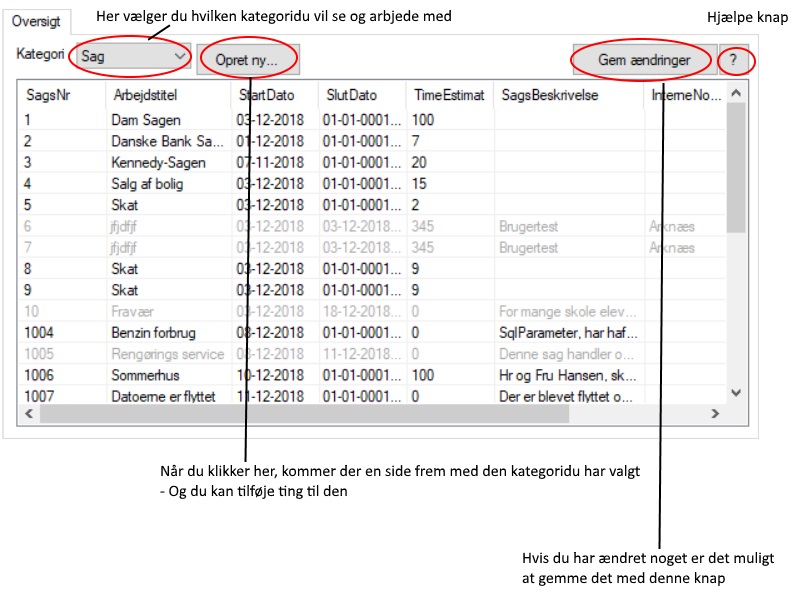 Oversigt
Her vælger du hvilken kategoridu vil se og arbjede med
Hjælpe knap
Kategori Sag Opret ny... Gem ændringer ?
SagsNr Arbejdstitel StartDato SlutDato TimeEstimat SagsBeskrivelse InterneNo...
1 Dam Sagen 03-12-2018 01-01-0001... 100
2 Danske Bank Sa... 01-12-2018 01-01-0001... 7
3 Kennedy-Sagen 07-11-2018 01-01-0001... 20
4 Salg af bolig 03-12-2018 01-01-0001... 15
5 Skat 03-12-2018 01-01-0001... 2
6 jfjdfjf 03-12-2018 03-12-2018... 345 Brugertest Arknæs
7 jfjdfjf 03-12-2018 03-12-2018... 345 Brugertest Arknæs
8 Skat 03-12-2018 01-01-0001... 9
9 Skat 03-12-2018 01-01-0001... 9
10 Fravær 03-12-2018 18-12-2018... 0 For mange skole elev...
1004 Benzin forbrug 08-12-2018 01-01-0001... 0 SqlParameter, har haf...
1005 Rengørings service 08-12-2018 11-12-2018... 0 Denne sag handler o...
1006 Sommerhus 10-12-2018 01-01-0001... 100 Hr og Fru Hansen, sk...
1007 Datoerne er flyttet 11-12-2018 01-01-0001... 0 Der er blevet flyttet o...
Når du klikker her, kommer der en side frem med den kategoridu har valgt
- Og du kan tilføje ting til den
Hvis du har ændret noget er det muligt
at gemme det med denne knap